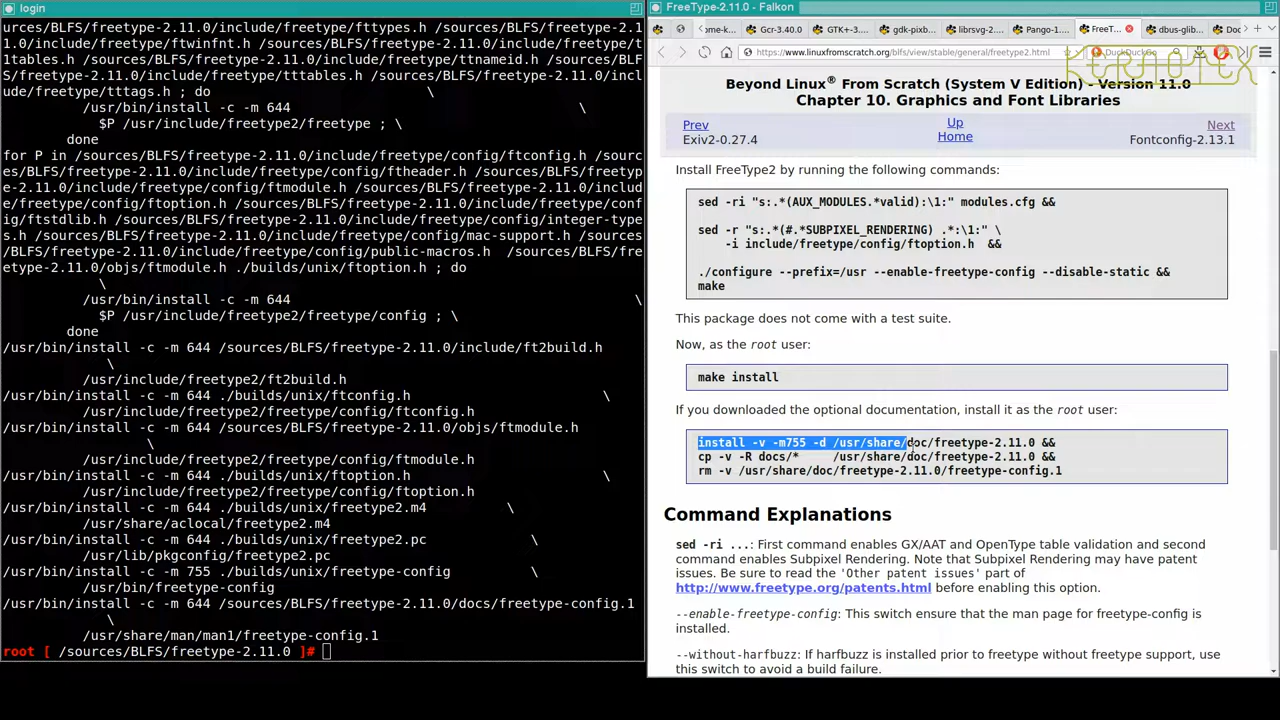 login
urces/BLFS/freetype-2.11.0/include/freetype/fttypes.h /sources/BLFS/freetype-2.1
1.0/include/freetype/ftwinfnt.h /sources/BLFS/freetype-2.11.0/include/freetype/t
1tables.h /sources/BLFS/freetype-2.11.0/include/freetype/ttnameid.h /sources/BLF
S/freetype-2.11.0/include/freetype/tttables.h /sources/BLFS/freetype-2.11.0/incl
ude/freetype/tttags.h ; do \
/usr/bin/install -c -m 644 \
$P /usr/include/freetype2/freetype ; \
done
for P in /sources/BLFS/freetype-2.11.0/include/freetype/config/ftconfig.h /sourc
es/BLFS/freetype-2.11.0/include/freetype/config/ftheader.h /sources/BLFS/freetyp
e-2.11.0/include/freetype/config/ftmodule.h /sources/BLFS/freetype-2.11.0/includ
e/freetype/config/ftoption.h /sources/BLFS/freetype-2.11.0/include/freetype/conf
ig/ftstdlib.h /sources/BLFS/freetype-2.11.0/include/freetype/config/integer-type
s.h /sources/BLFS/freetype-2.11.0/include/freetype/config/mac-support.h /sources
/BLFS/freetype-2.11.0/include/freetype/config/public-macros.h /sources/BLFS/fre
etype-2.11.0/objs/ftmodule.h ./builds/unix/ftoption.h ; do
\
/usr/bin/install -c -m 644 \
$P /usr/include/freetype2/freetype/config ; \
done
/usr/bin/install -c -m 644 /sources/BLFS/freetype-2.11.0/include/ft2build.h
\
/usr/include/freetype2/ft2build.h
/usr/bin/install -c -m 644 ./builds/unix/ftconfig.h \
/usr/include/freetype2/freetype/config/ftconfig.h
/usr/bin/install -c -m 644 /sources/BLFS/freetype-2.11.0/objs/ftmodule.h
\
/usr/include/freetype2/freetype/config/ftmodule.h
/usr/bin/install -c -m 644 ./builds/unix/ftoption.h \
/usr/include/freetype2/freetype/config/ftoption.h
/usr/bin/install -c -m 644 ./builds/unix/freetype2.m4 \
/usr/share/aclocal/freetype2.m4
/usr/bin/install -c -m 644 ./builds/unix/freetype2.pc \
/usr/lib/pkgconfig/freetype2.pc
/usr/bin/install -c -m 755 ./builds/unix/freetype-config \
/usr/bin/freetype-config
/usr/bin/install -c -m 644 /sources/BLFS/freetype-2.11.0/docs/freetype-config.1
\
/usr/share/man/man1/freetype-config.1
root [ /sources/BLFS/freetype-2.11.0 ]#
FreeType-2.11.0 - Falkon
ome-k... Gcr-3.40.0 GTK+-3.... gdk-pixb... librsvg-2... Pango-1... FreeT... dbus-glib... Doc
https://www.linuxfromscratch.org/blfs/view/stable/general/freetype2.html DuckDuckGo
KERNOTEX
Beyond Linux® From Scratch (System V Edition) - Version 11.0
Chapter 10. Graphics and Font Libraries
Prev Up Next
Exiv2-0.27.4 Home Fontconfig-2.13.1
Install FreeType2 by running the following commands:
sed -ri "s:.*(AUX_MODULES.*valid):\1:" modules.cfg &&
sed -r "s:.*(#.*SUBPIXEL_RENDERING) .*:\1:" \
-i include/freetype/config/ftoption.h &&
./configure --prefix=/usr --enable-freetype-config --disable-static &&
make
This package does not come with a test suite.
Now, as the root user:
make install
If you downloaded the optional documentation, install it as the root user:
install -v -m755 -d /usr/share/doc/freetype-2.11.0 &&
cp -v -R docs/* /usr/share/doc/freetype-2.11.0 &&
rm -v /usr/share/doc/freetype-2.11.0/freetype-config.1
Command Explanations
sed -ri ...: First command enables GX/AAT and OpenType table validation and second
command enables Subpixel Rendering. Note that Subpixel Rendering may have patent
issues. Be sure to read the 'Other patent issues' part of
http://www.freetype.org/patents.html before enabling this option.
--enable-freetype-config: This switch ensure that the man page for freetype-config is
installed.
--without-harfbuzz: If harfbuzz is installed prior to freetype without freetype support, use
this switch to avoid a build failure.